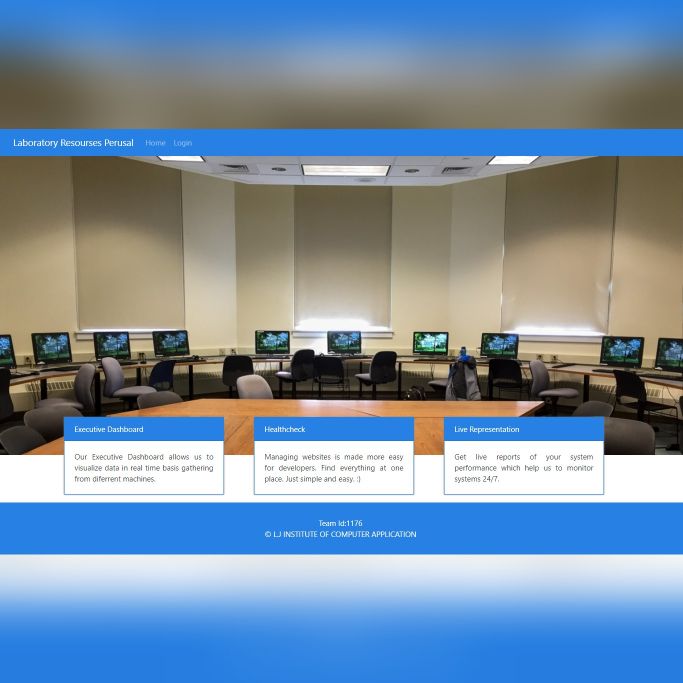 Laboratory Resourses Perusal Home Login
Executive Dashboard
Our Executive Dashboard allows us to
visualize data in real time basis gathering
from diferrent machines.
Healthcheck
Managing websites is made more easy
for developers. Find everything at one
place. Just simple and easy. :)
Live Representation
Get live reports of your system
performance which help us to monitor
systems 24/7.
Team Id:1176
© LJ INSTITUTE OF COMPUTER APPLICATION